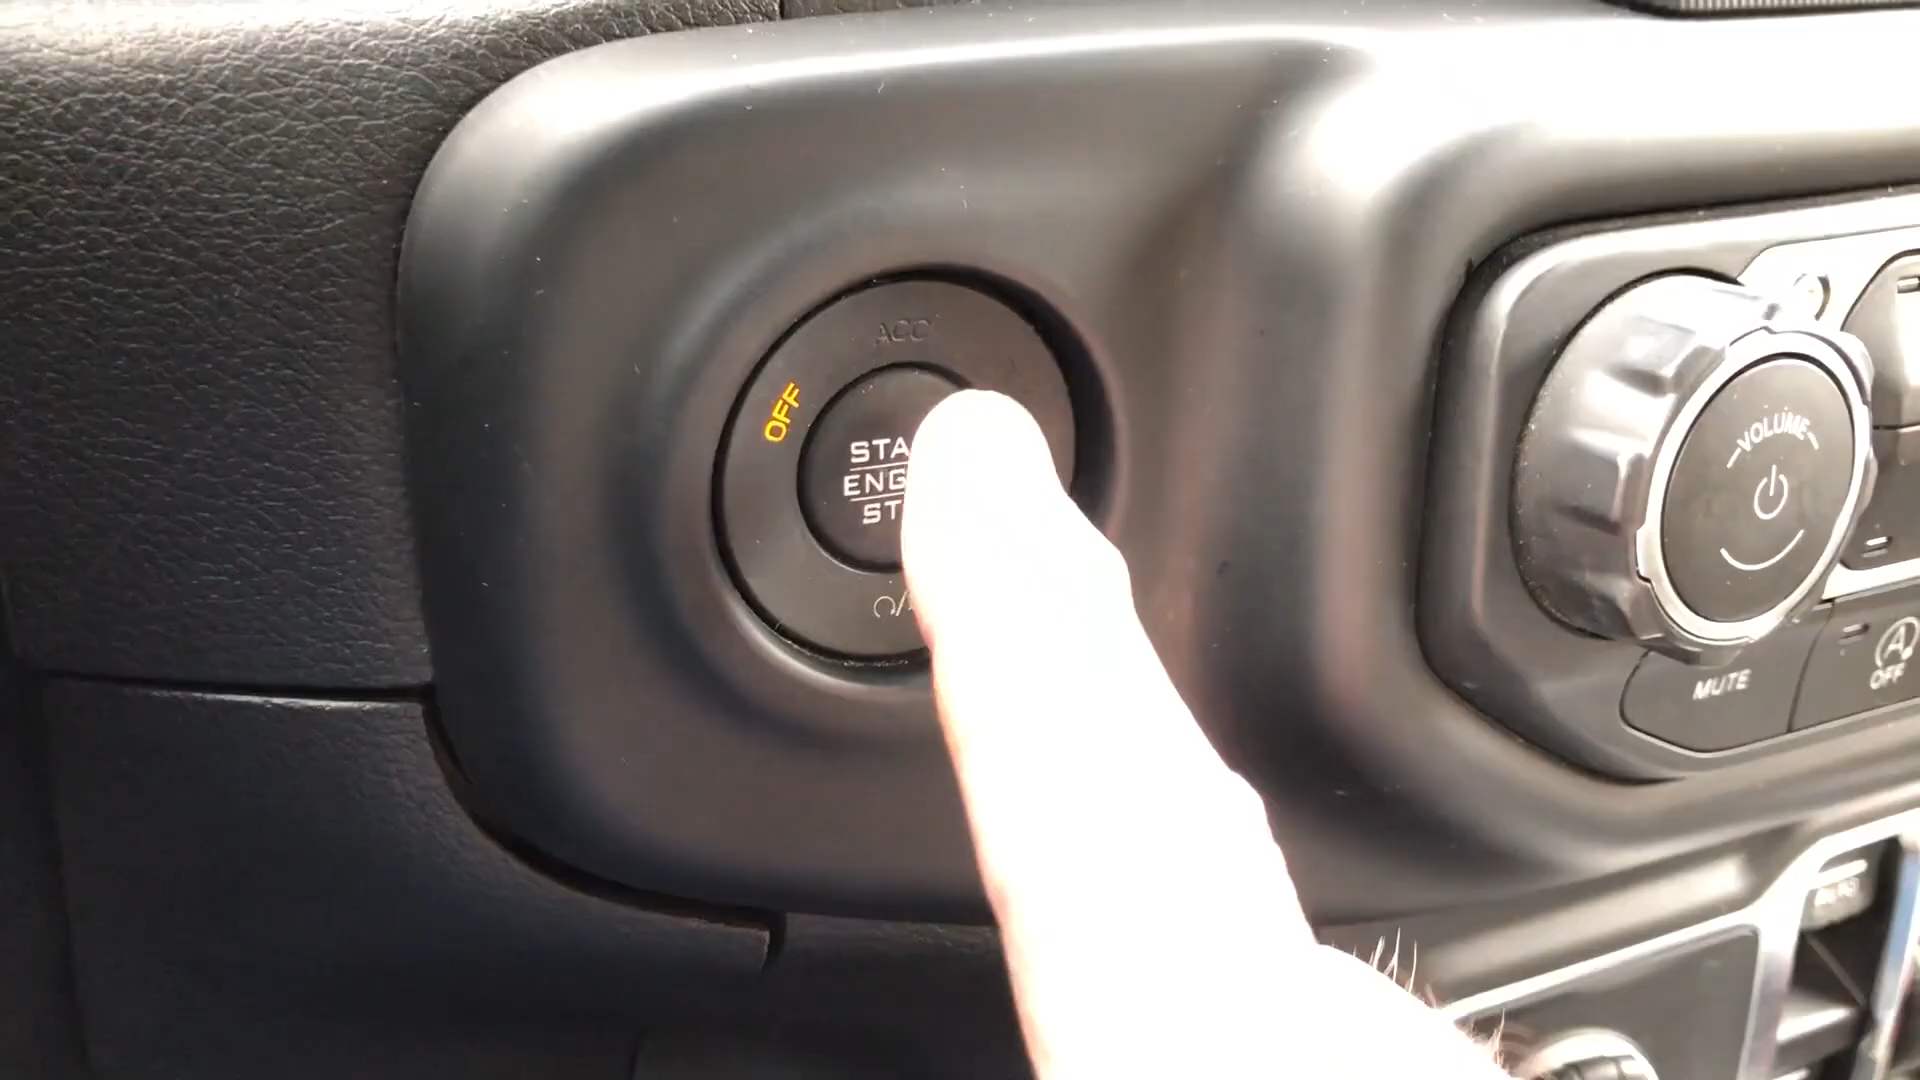 ACC
OFF
STA
ENG
ST
VOLUME
MUTE
A
OFF